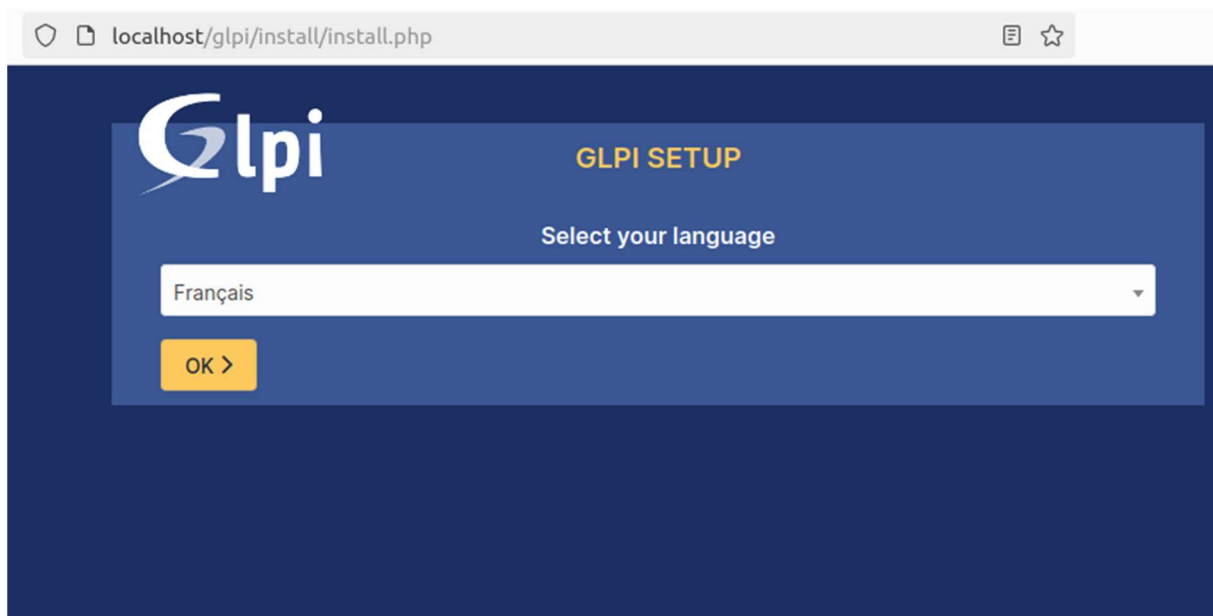 localhost/glpi/install/install.php
Glpi
GLPI SETUP
Select your language
Français
OK